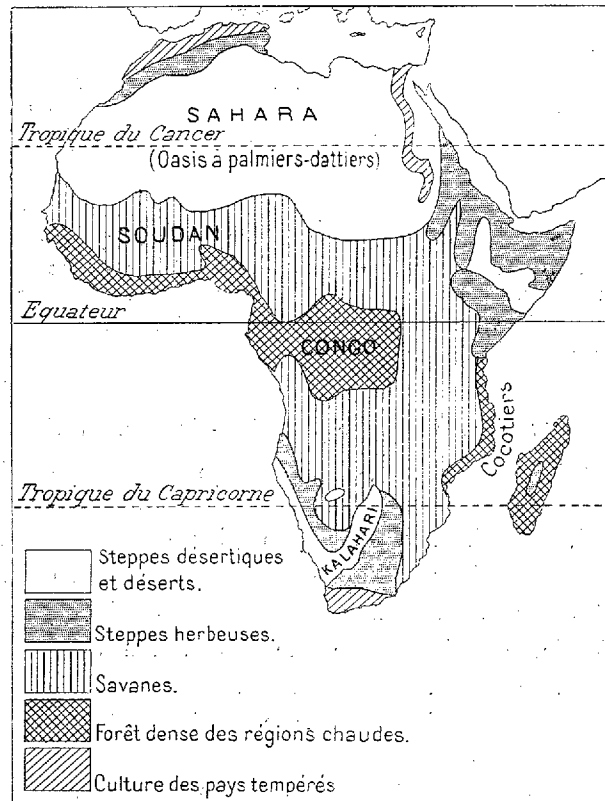 SAHARA
Tropique du Cancer
(Oasis à palmiers-dattiers)
SOUDAN
Equateur
CONGO
Cocotiers
Tropique du Capricorne
KALAHARI
Steppes désertiques
et déserts.
Steppes herbeuses.
Savanes.
Forêt dense des régions chaudes.
Culture des pays tempérés